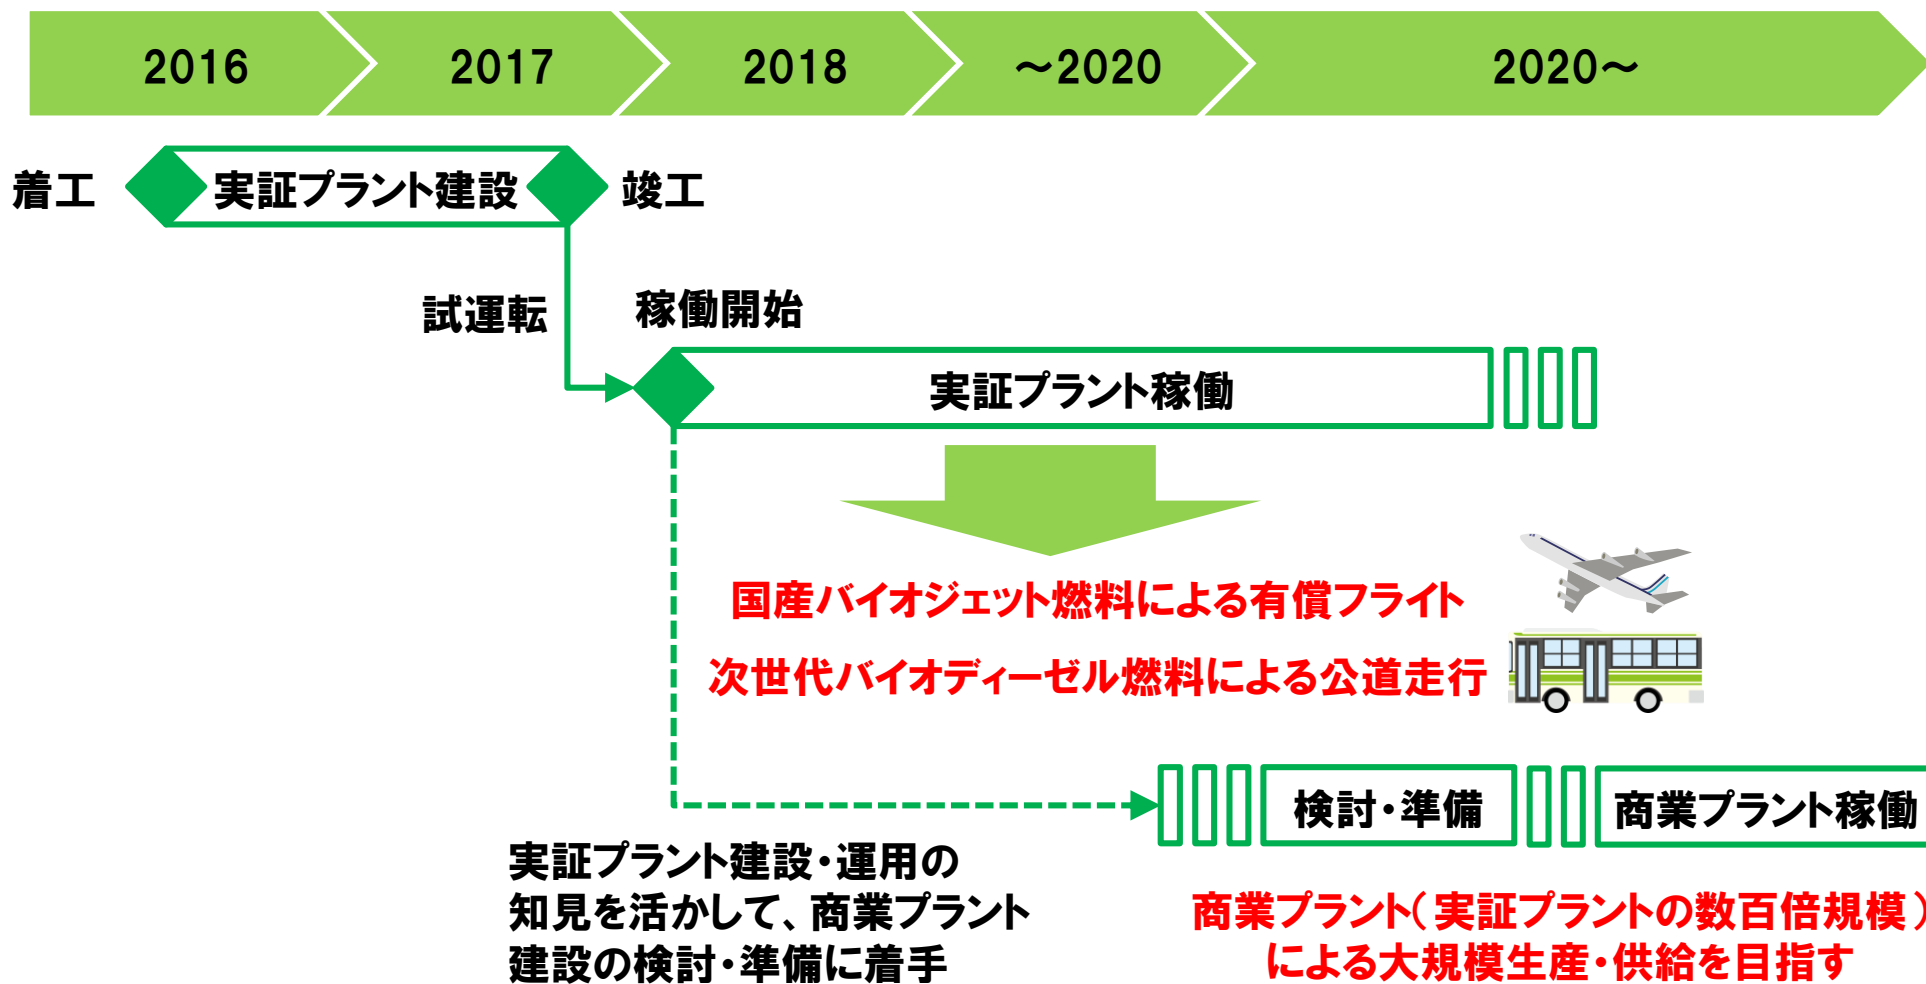 2016
2017
2018
～2020
2020～
着工
実証プラント建設
竣工
試運転
稼働開始
実証プラント稼働
国産バイオジェット燃料による有償フライト
次世代バイオディーゼル燃料による公道走行
検討・準備
商業プラント稼働
実証プラント建設・運用の
知見を活かして、商業プラント
建設の検討・準備に着手
商業プラント（実証プラントの数百倍規模）
による大規模生産・供給を目指す